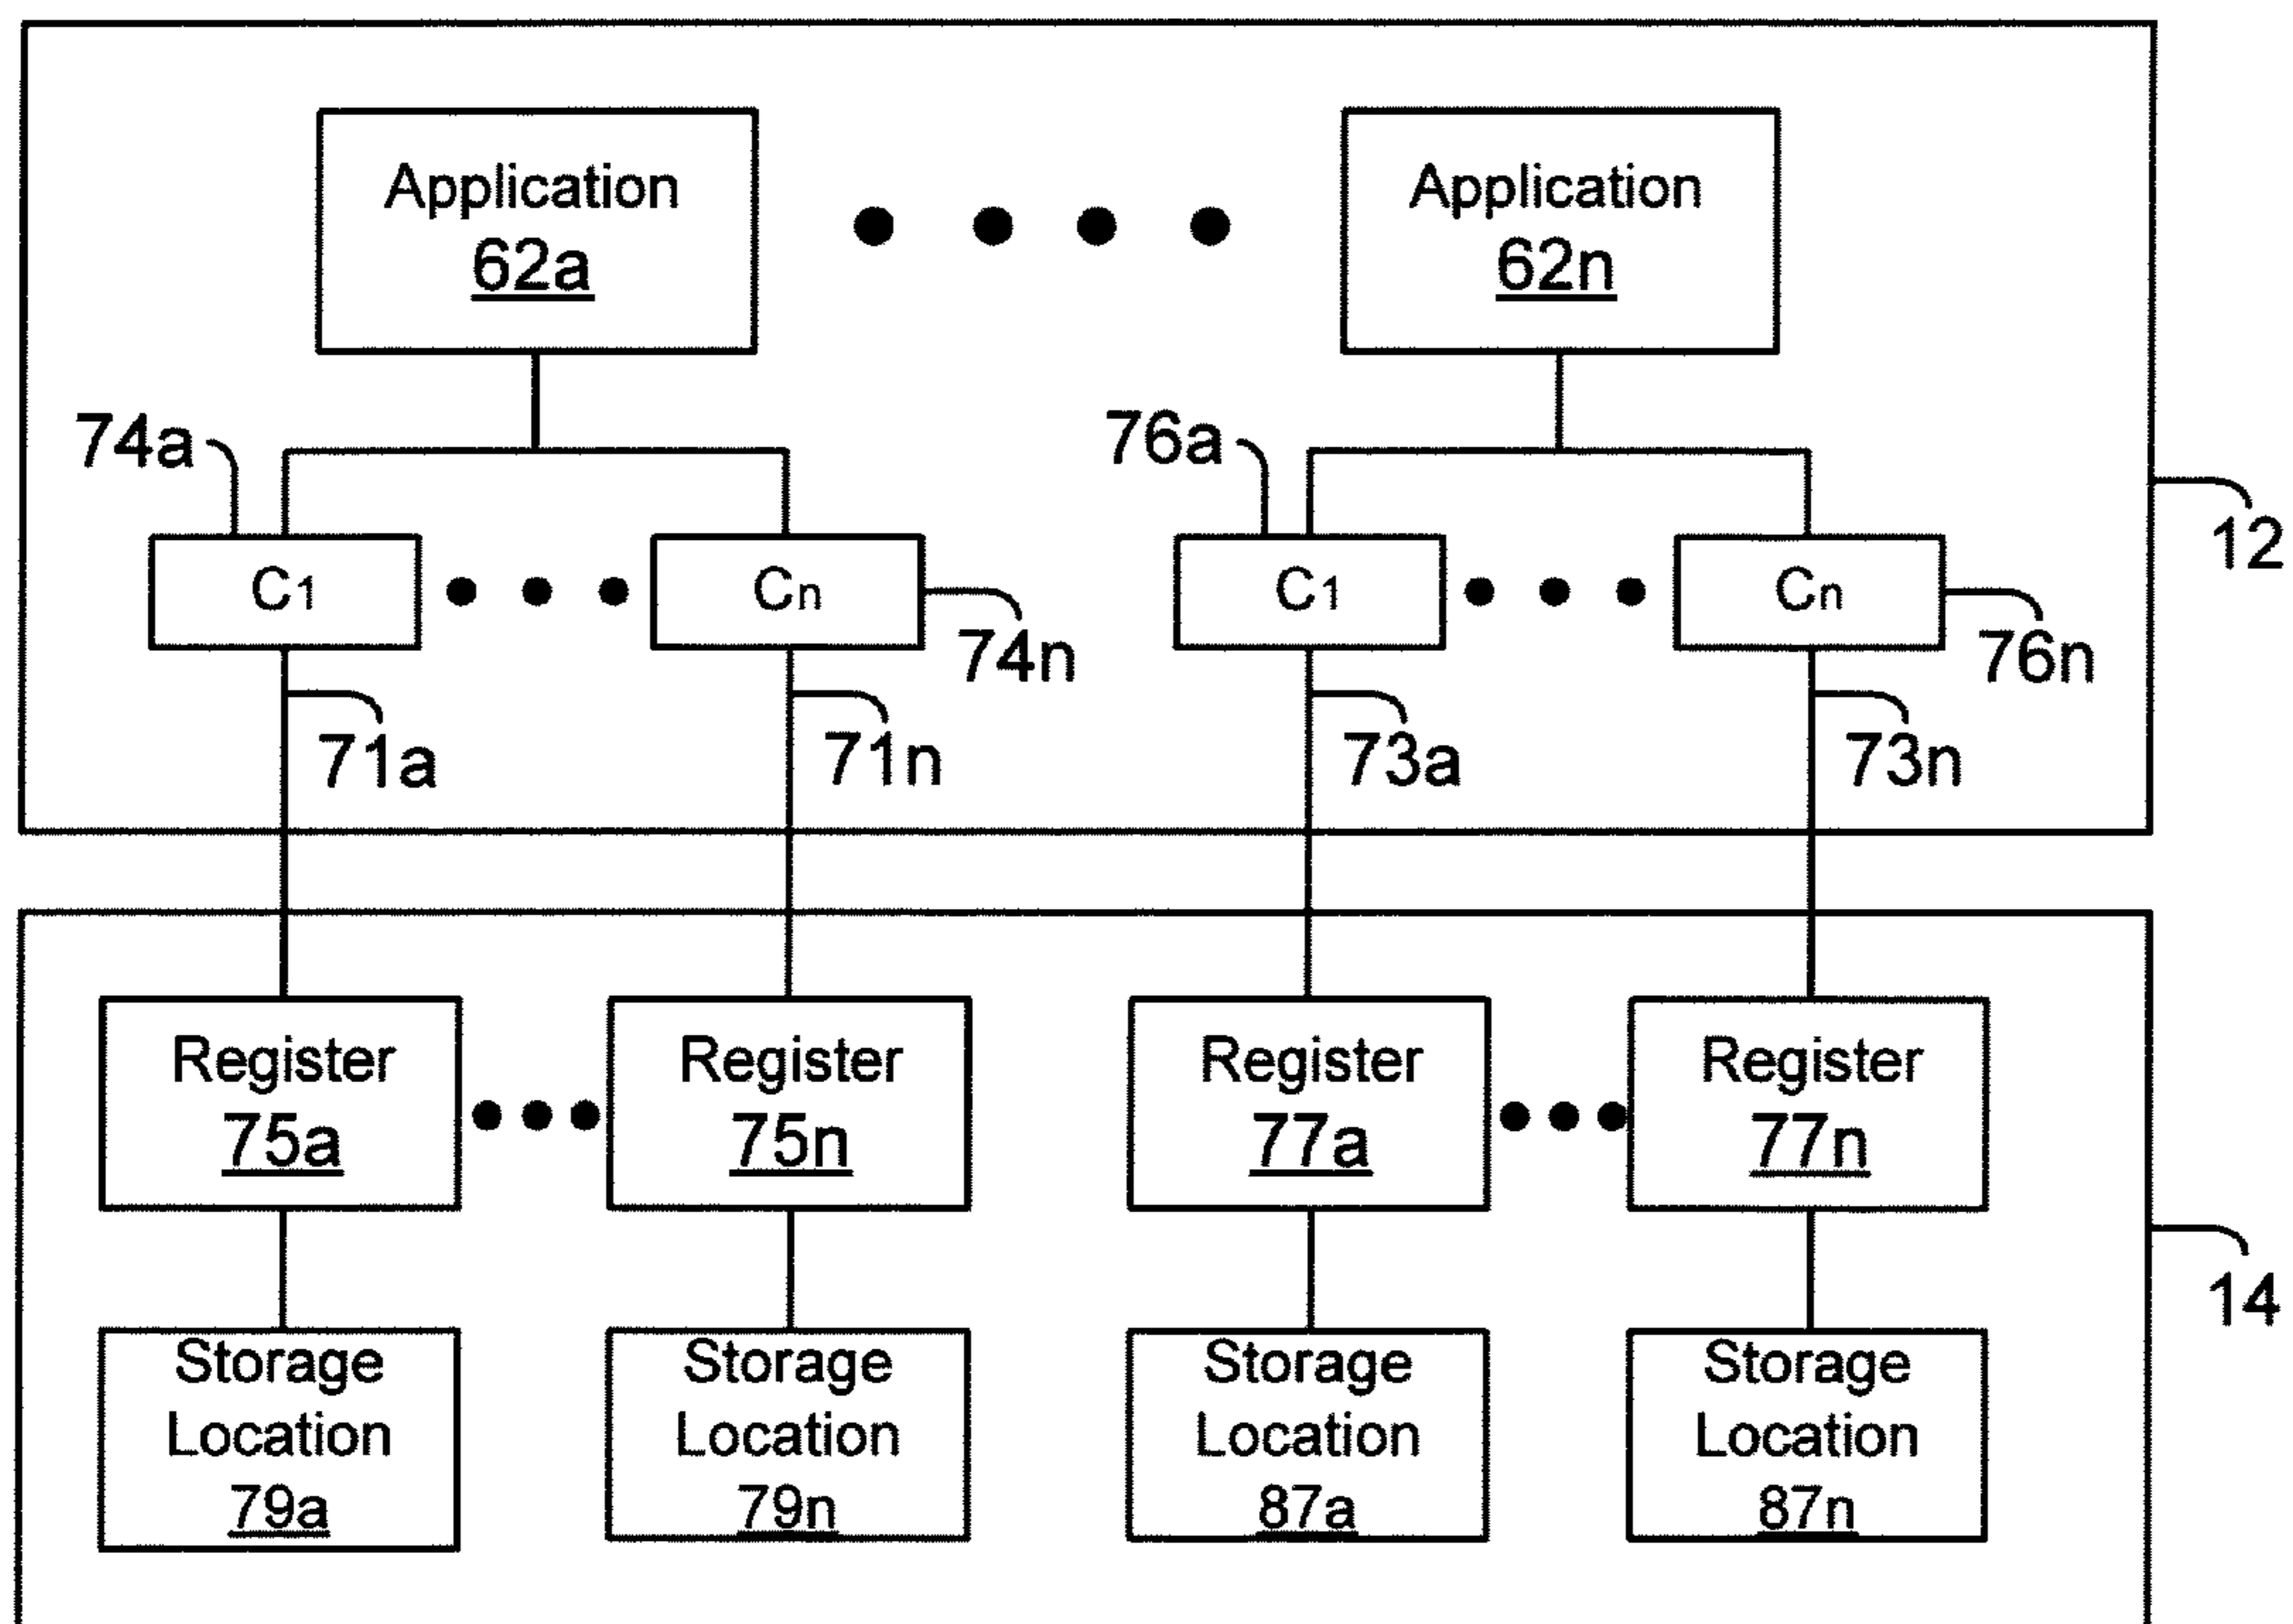 Application
62a
Application
62n
74a
76a
12
C1
Cn
C1
Cn
74n
76n
71a
71n
73a
73n
Register
75a
Register
75n
Register
77a
Register
77n
14
Storage
Location
79a
Storage
Location
79n
Storage
Location
87a
Storage
Location
87n